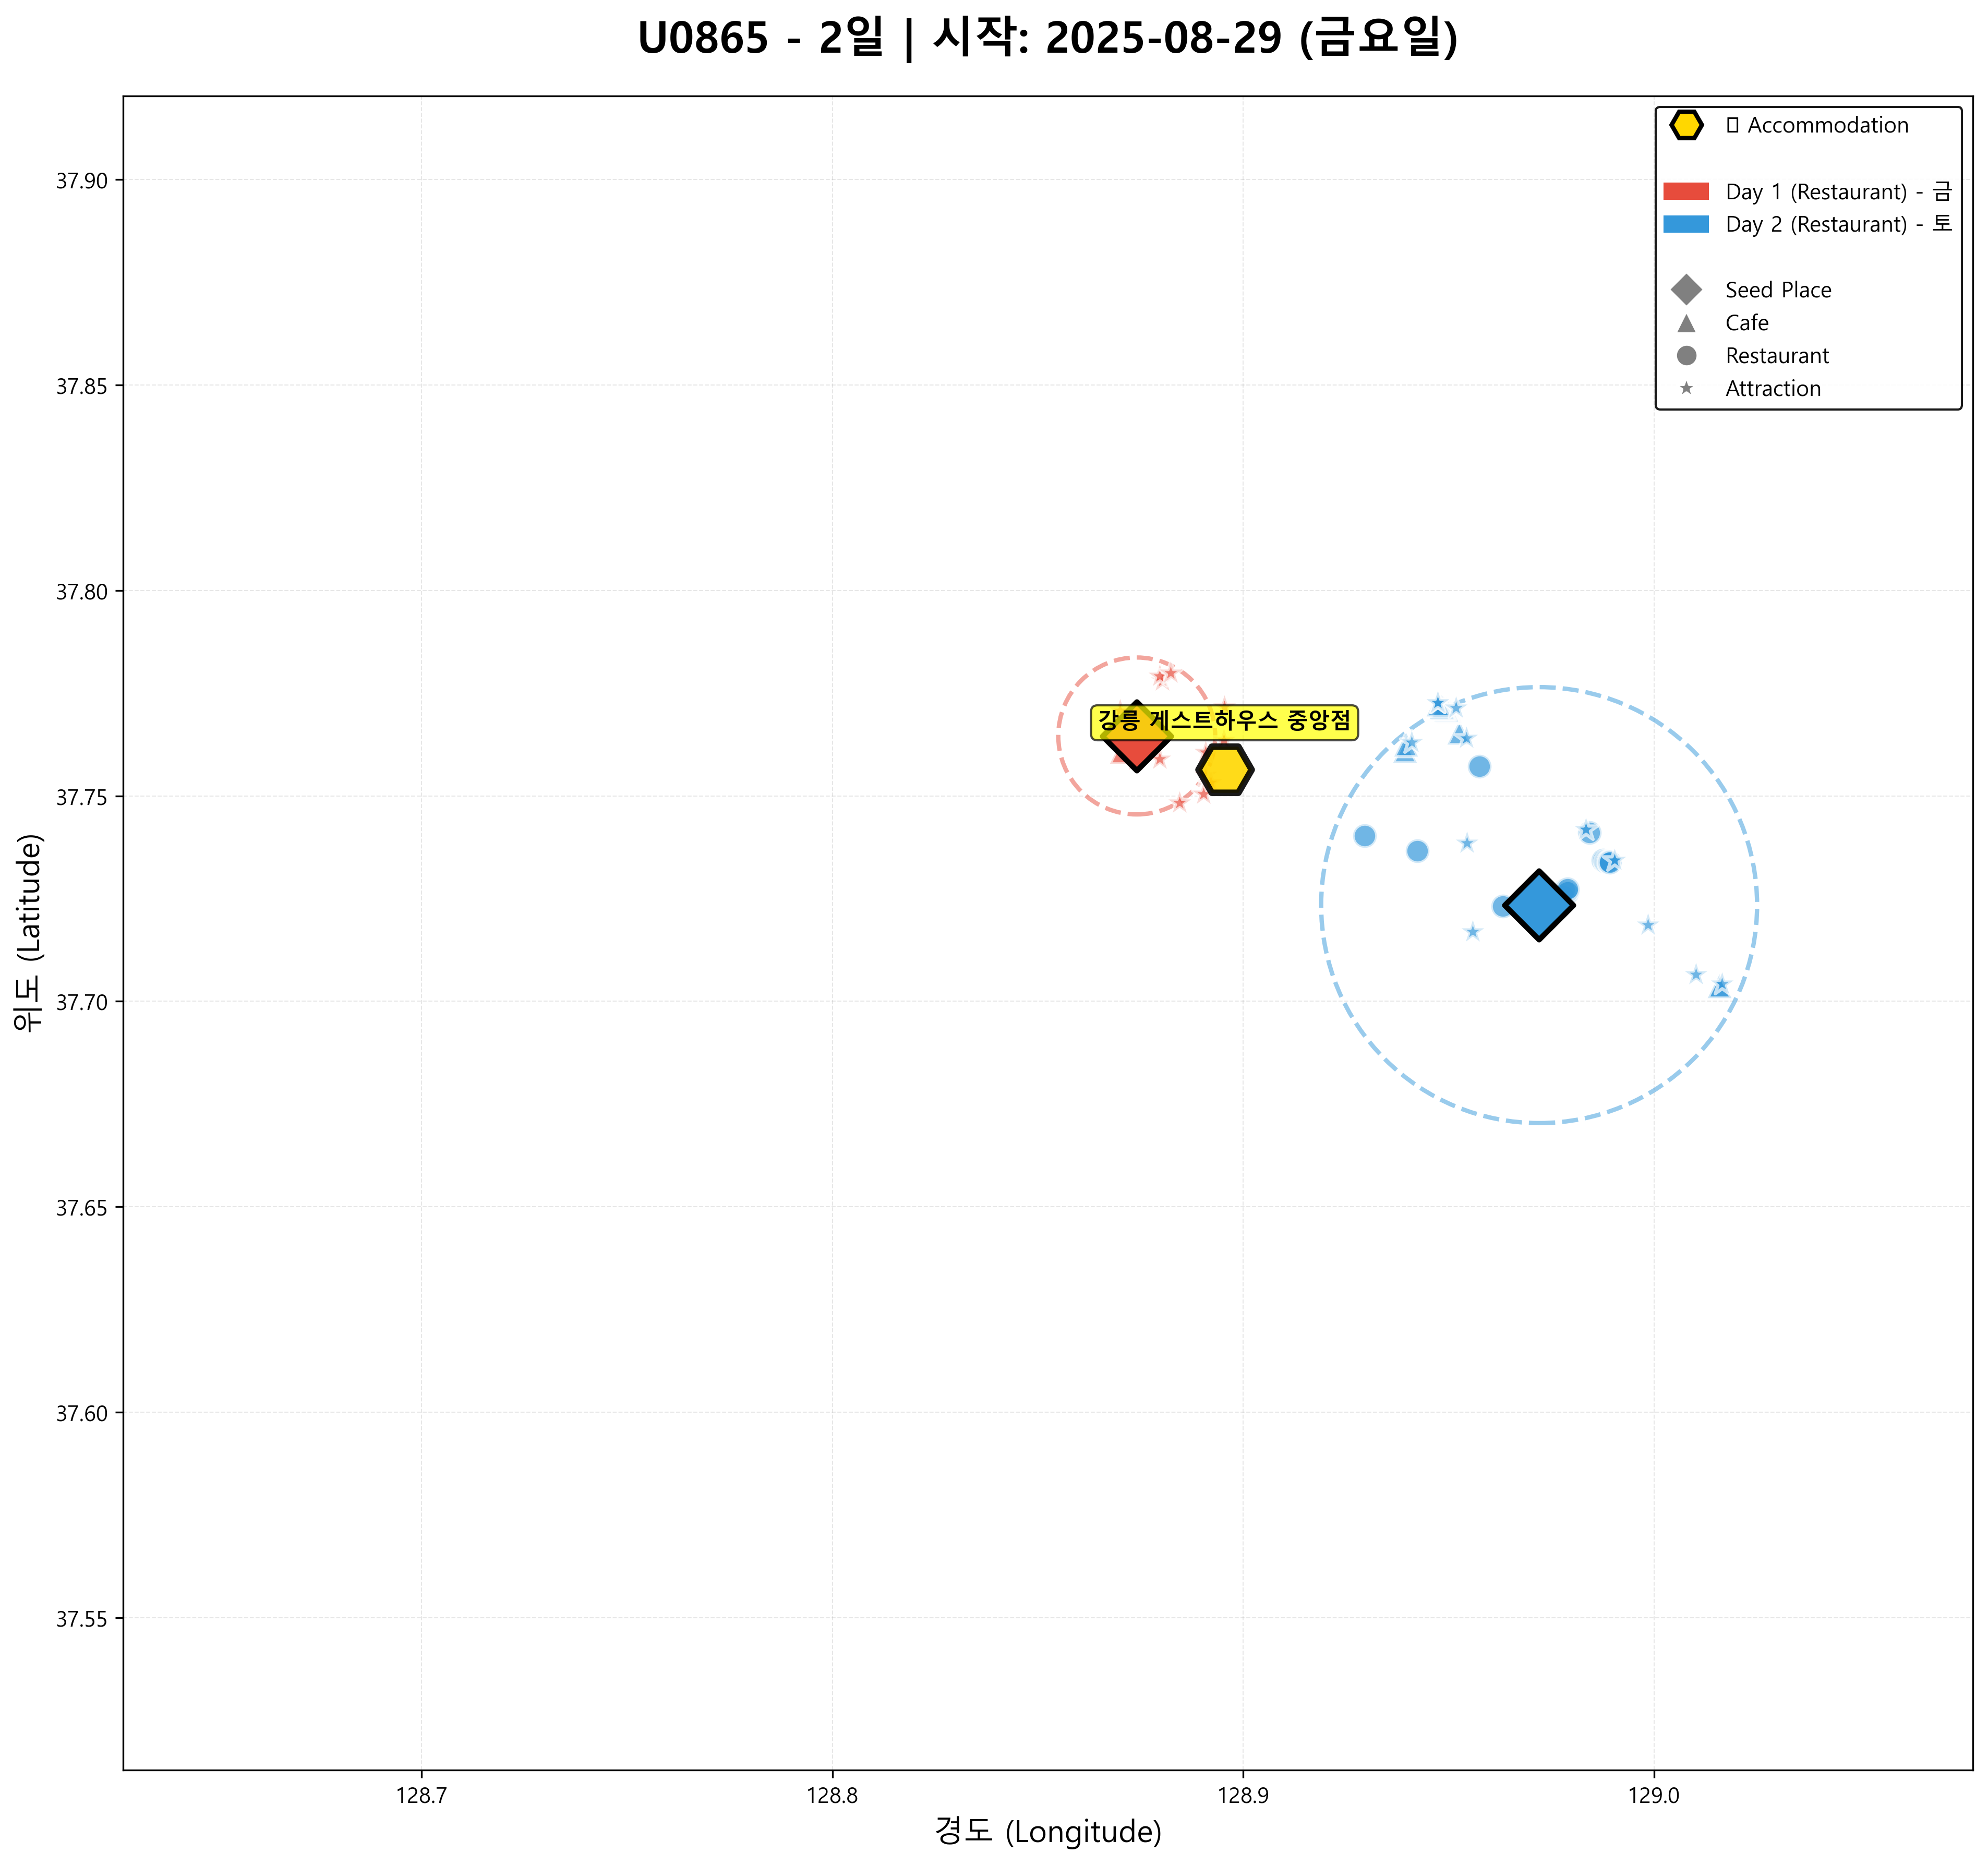 U0865 - 2일 | 시작: 2025-08-29 (금요일)
▯ Accommodation
Day 1 (Restaurant) - 금
Day 2 (Restaurant) - 토
Seed Place
Cafe
Restaurant
Attraction
강릉 게스트하우스 중앙점
37.90
37.85
37.80
37.75
37.70
37.65
37.60
37.55
위도 (Latitude)
128.7
128.8
128.9
129.0
경도 (Longitude)